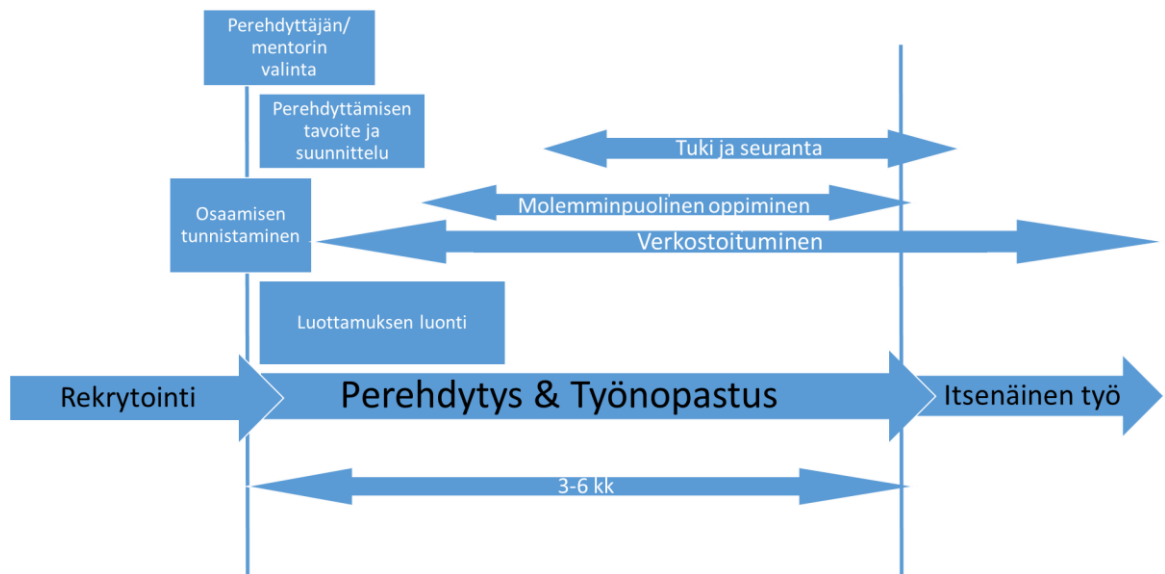 Perehdyttäjän/
mentorin
valinta
Perehdyttämisen
tavoite ja
suunnittelu
Tuki ja seuranta
Osaamisen
tunnistaminen
Molemminpuolinen oppiminen
Verkostoituminen
Luottamuksen luonti
Rekrytointi
Perehdytys & Työnopastus
Itsenäinen työ
3-6 kk